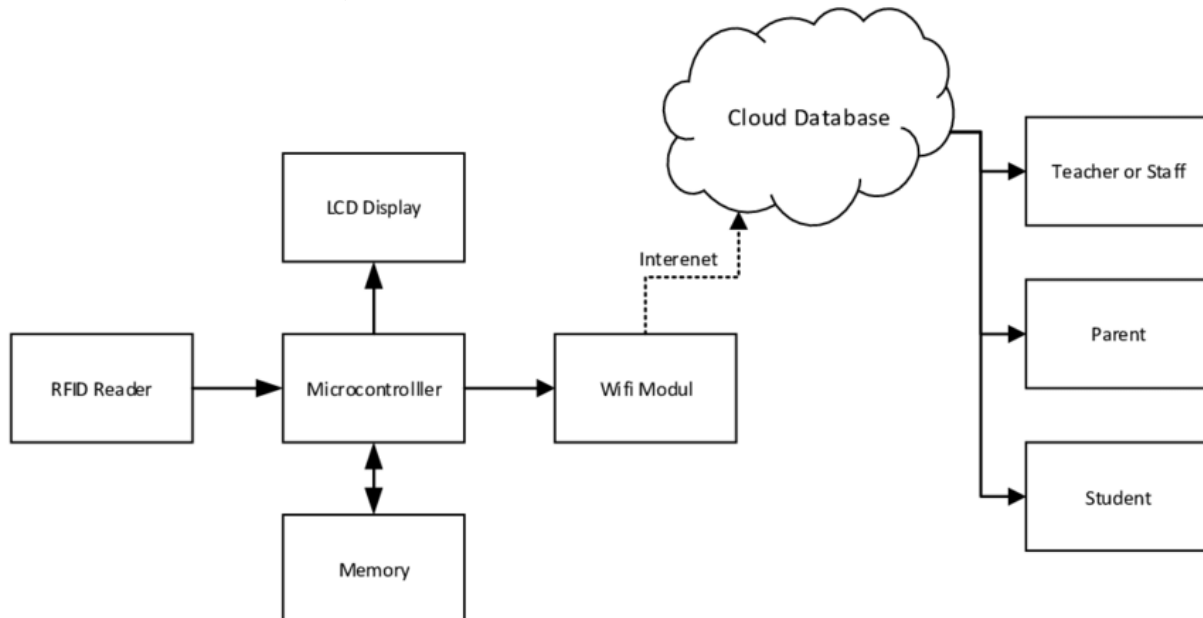 Cloud Database
Teacher or Staff
LCD Display
Interenet
Parent
RFID Reader
Microcontrolller
Wifi Modul
Student
Memory